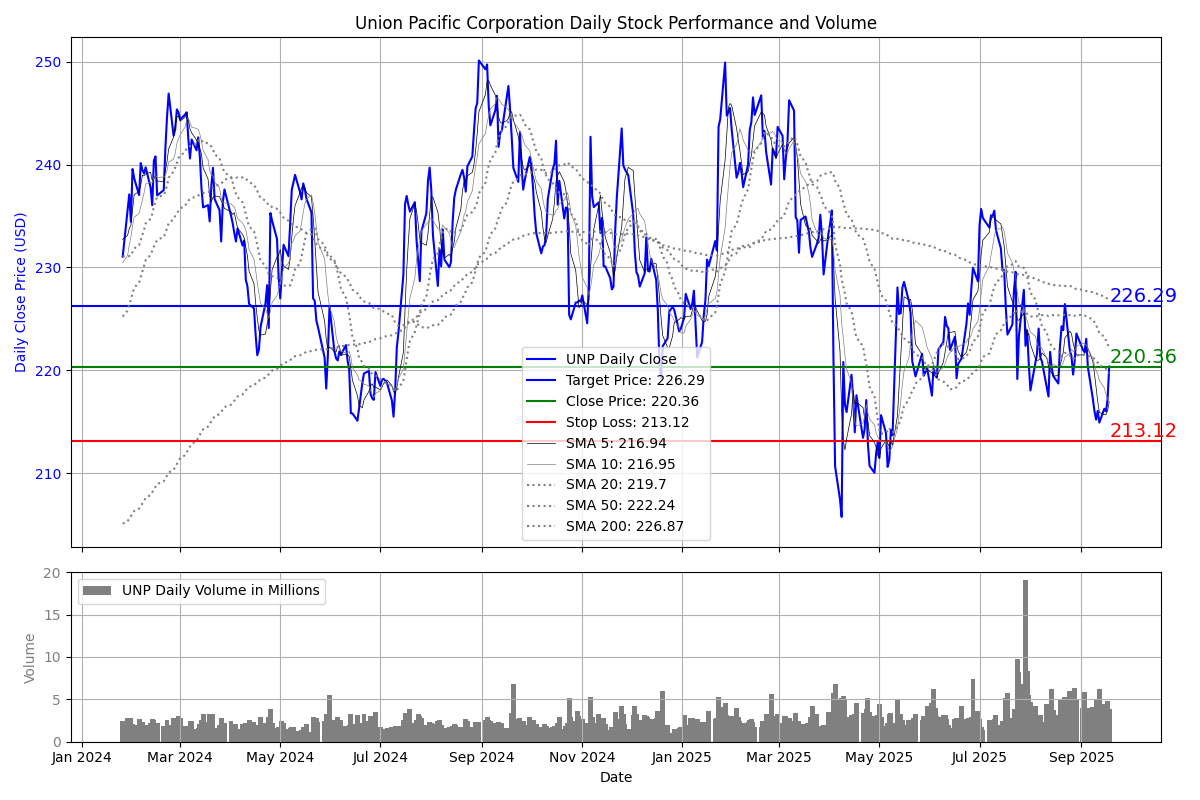 Union Pacific Corporation Daily Stock Performance and Volume
Daily Close Price (USD)
250
240
230
220
210
226.29
220.36
213.12
UNP Daily Close
Target Price: 226.29
Close Price: 220.36
Stop Loss: 213.12
SMA 5: 216.94
SMA 10: 216.95
SMA 20: 219.7
SMA 50: 222.24
SMA 200: 226.87
Volume
20
15
10
5
0
UNP Daily Volume in Millions
Jan 2024
Mar 2024
May 2024
Jul 2024
Sep 2024
Nov 2024
Jan 2025
Mar 2025
May 2025
Jul 2025
Sep 2025
Date